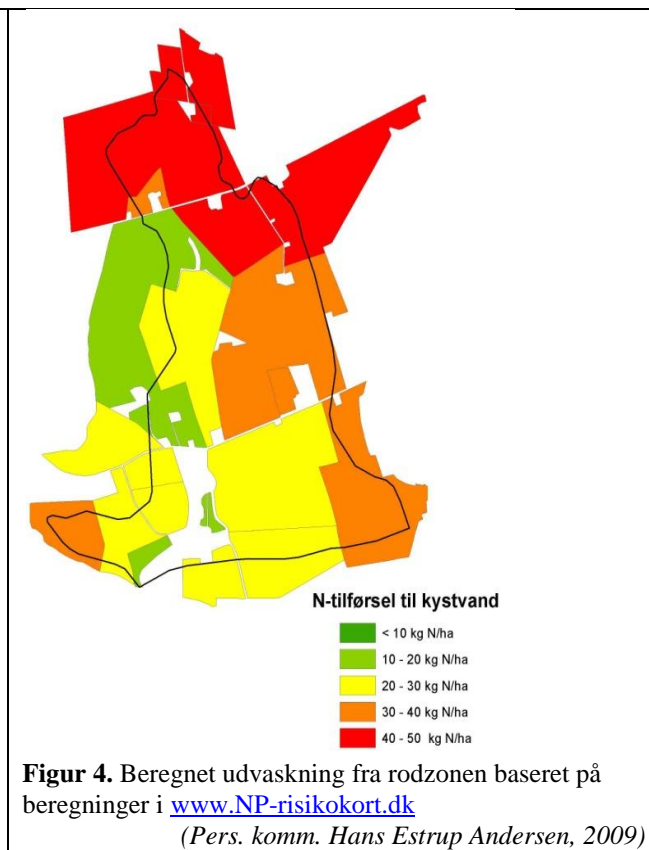 N-tilførsel til kystvand
< 10 kg N/ha
10 - 20 kg N/ha
20 - 30 kg N/ha
30 - 40 kg N/ha
40 - 50 kg N/ha
Figur 4. Beregnet udvaskning fra rodzonen baseret på
beregninger i www.NP-risikokort.dk
(Pers. komm. Hans Estrup Andersen, 2009)